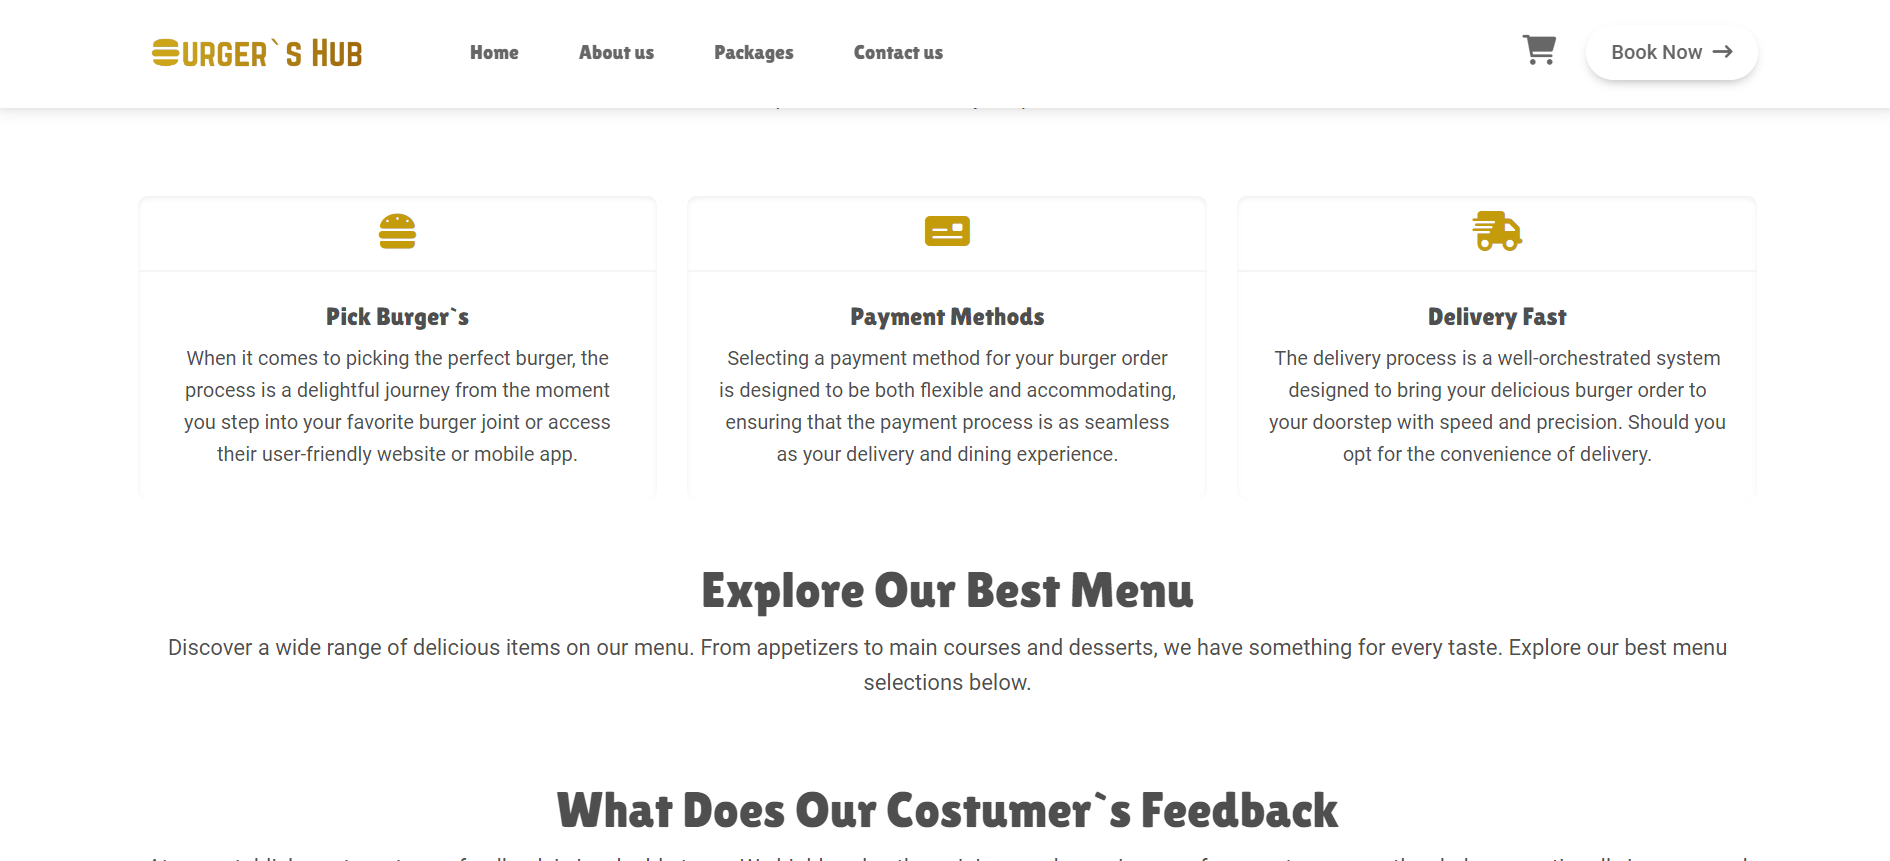 URGER`S HUB
Home About us Packages Contact us
Book Now
Pick Burger`s
When it comes to picking the perfect burger, the
process is a delightful journey from the moment
you step into your favorite burger joint or access
their user-friendly website or mobile app.
Payment Methods
Selecting a payment method for your burger order
is designed to be both flexible and accommodating,
ensuring that the payment process is as seamless
as your delivery and dining experience.
Delivery Fast
The delivery process is a well-orchestrated system
designed to bring your delicious burger order to
your doorstep with speed and precision. Should you
opt for the convenience of delivery.
Explore Our Best Menu
Discover a wide range of delicious items on our menu. From appetizers to main courses and desserts, we have something for every taste. Explore our best menu
selections below.
What Does Our Costumer`s Feedback